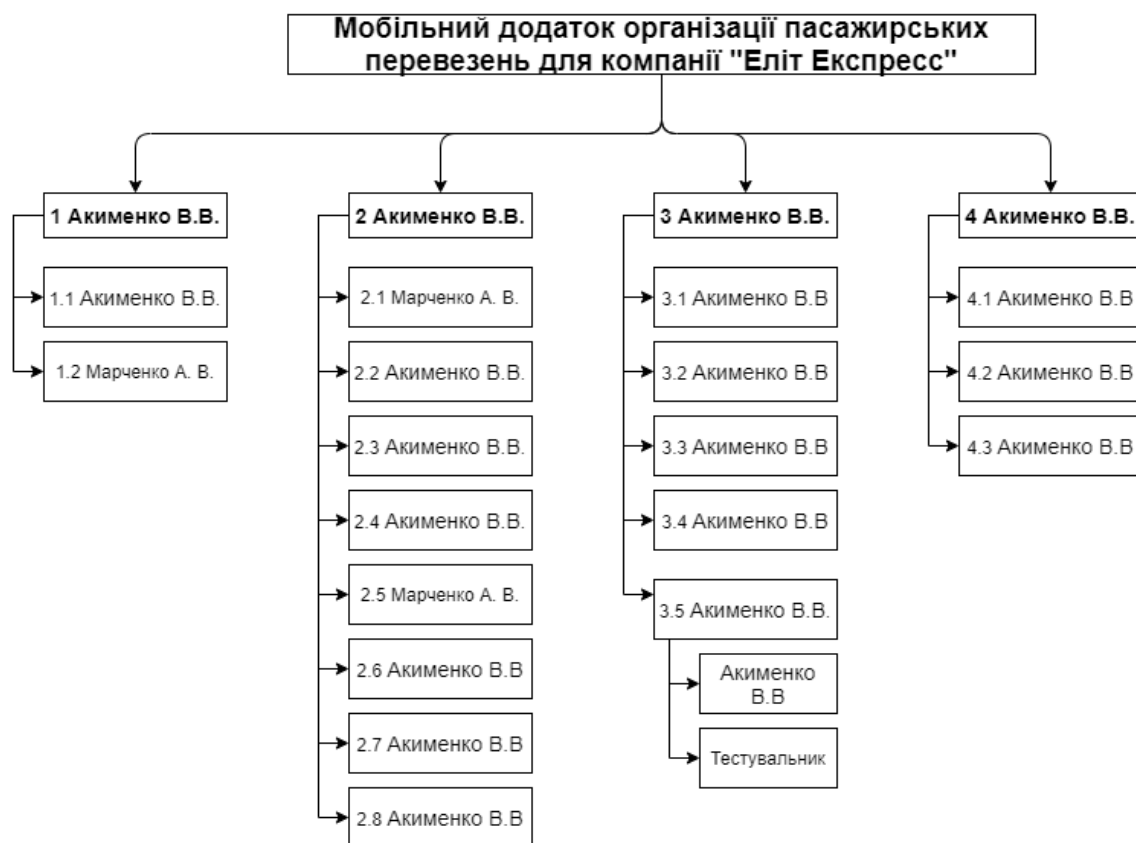 Мобільний додаток організації пасажирських
перевезень для компанії "Еліт Експресс"
1 Акименко В.В.
1.1 Акименко В.В.
1.2 Марченко А. В.
2 Акименко В.В.
2.1 Марченко А. В.
2.2 Акименко В.В.
2.3 Акименко В.В.
2.4 Акименко В.В.
2.5 Марченко А. В.
2.6 Акименко В.В
2.7 Акименко В.В
2.8 Акименко В.В
3 Акименко В.В.
3.1 Акименко В.В
3.2 Акименко В.В
3.3 Акименко В.В
3.4 Акименко В.В
3.5 Акименко В.В.
Акименко
В.В
Тестувальник
4 Акименко В.В.
4.1 Акименко В.В
4.2 Акименко В.В
4.3 Акименко В.В